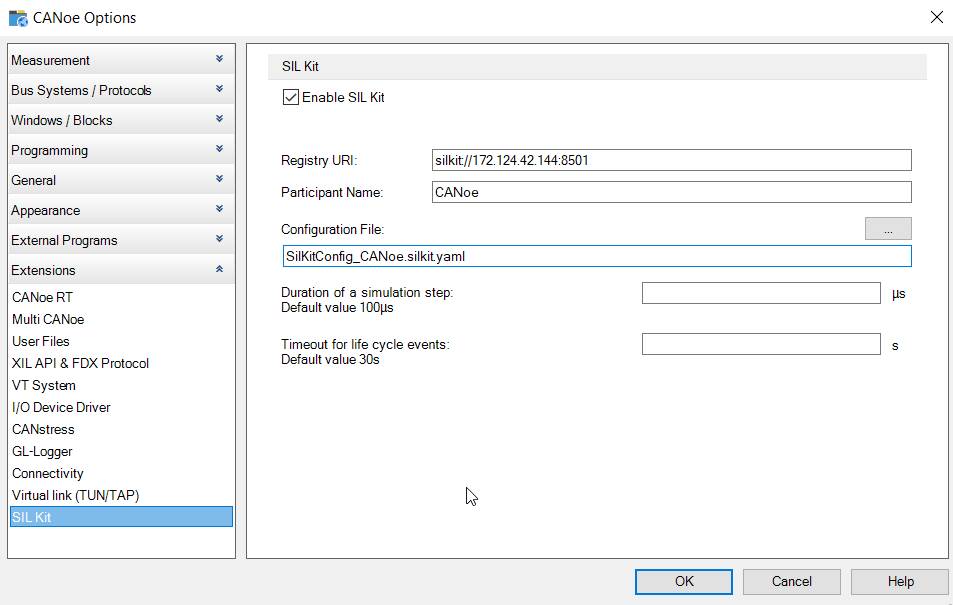 CANoe Options
Measurement
Bus Systems / Protocols
Windows / Blocks
Programming
General
Appearance
External Programs
Extensions
CANoe RT
Multi CANoe
User Files
XIL API & FDX Protocol
VT System
I/O Device Driver
CANstress
GL-Logger
Connectivity
Virtual link (TUN/TAP)
SIL Kit
SIL Kit
Enable SIL Kit
Registry URI: silkit://172.124.42.144:8501
Participant Name: CANoe
Configuration File: ...
SilKitConfig_CANoe.silkit.yaml
Duration of a simulation step: µs
Default value 100µs
Timeout for life cycle events: s
Default value 30s
OK Cancel Help